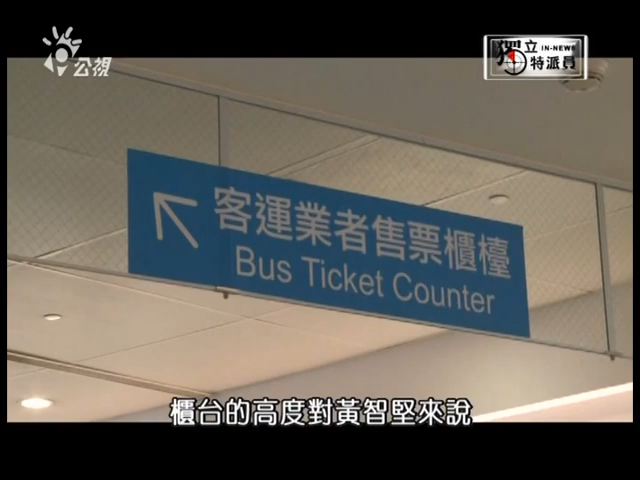 公視
獨立
IN-NEWS
特派員
客運業者售票櫃檯
Bus Ticket Counter
櫃台的高度對黃智堅來說